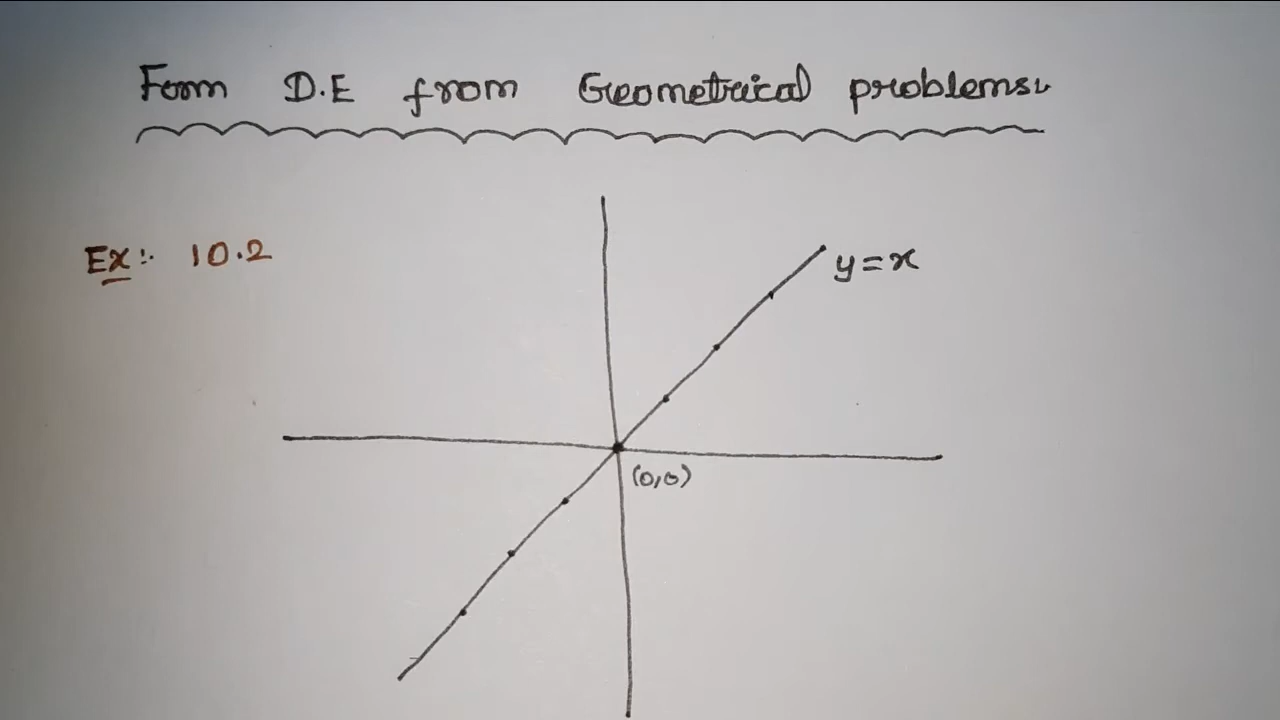 Form D.E from Geometrical problems:
Ex:- 10.2
y=x
(0,0)